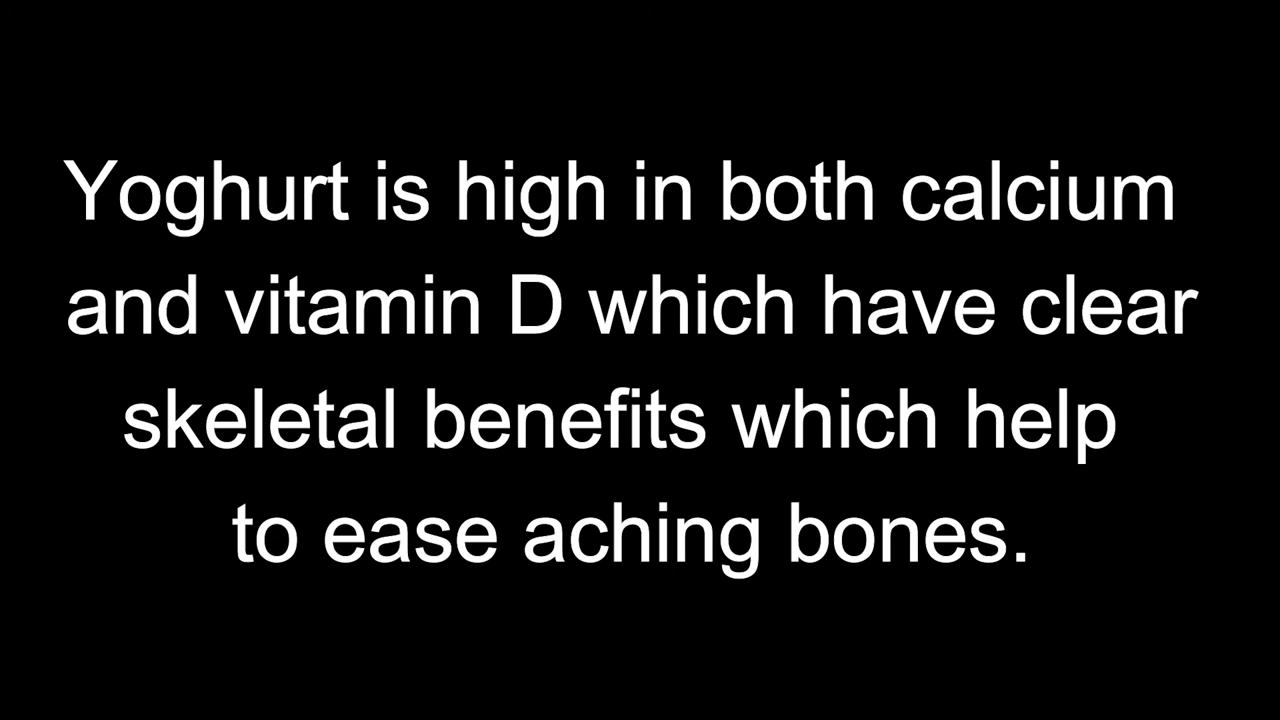 Yoghurt is high in both calcium
and vitamin D which have clear
skeletal benefits which help
to ease aching bones.